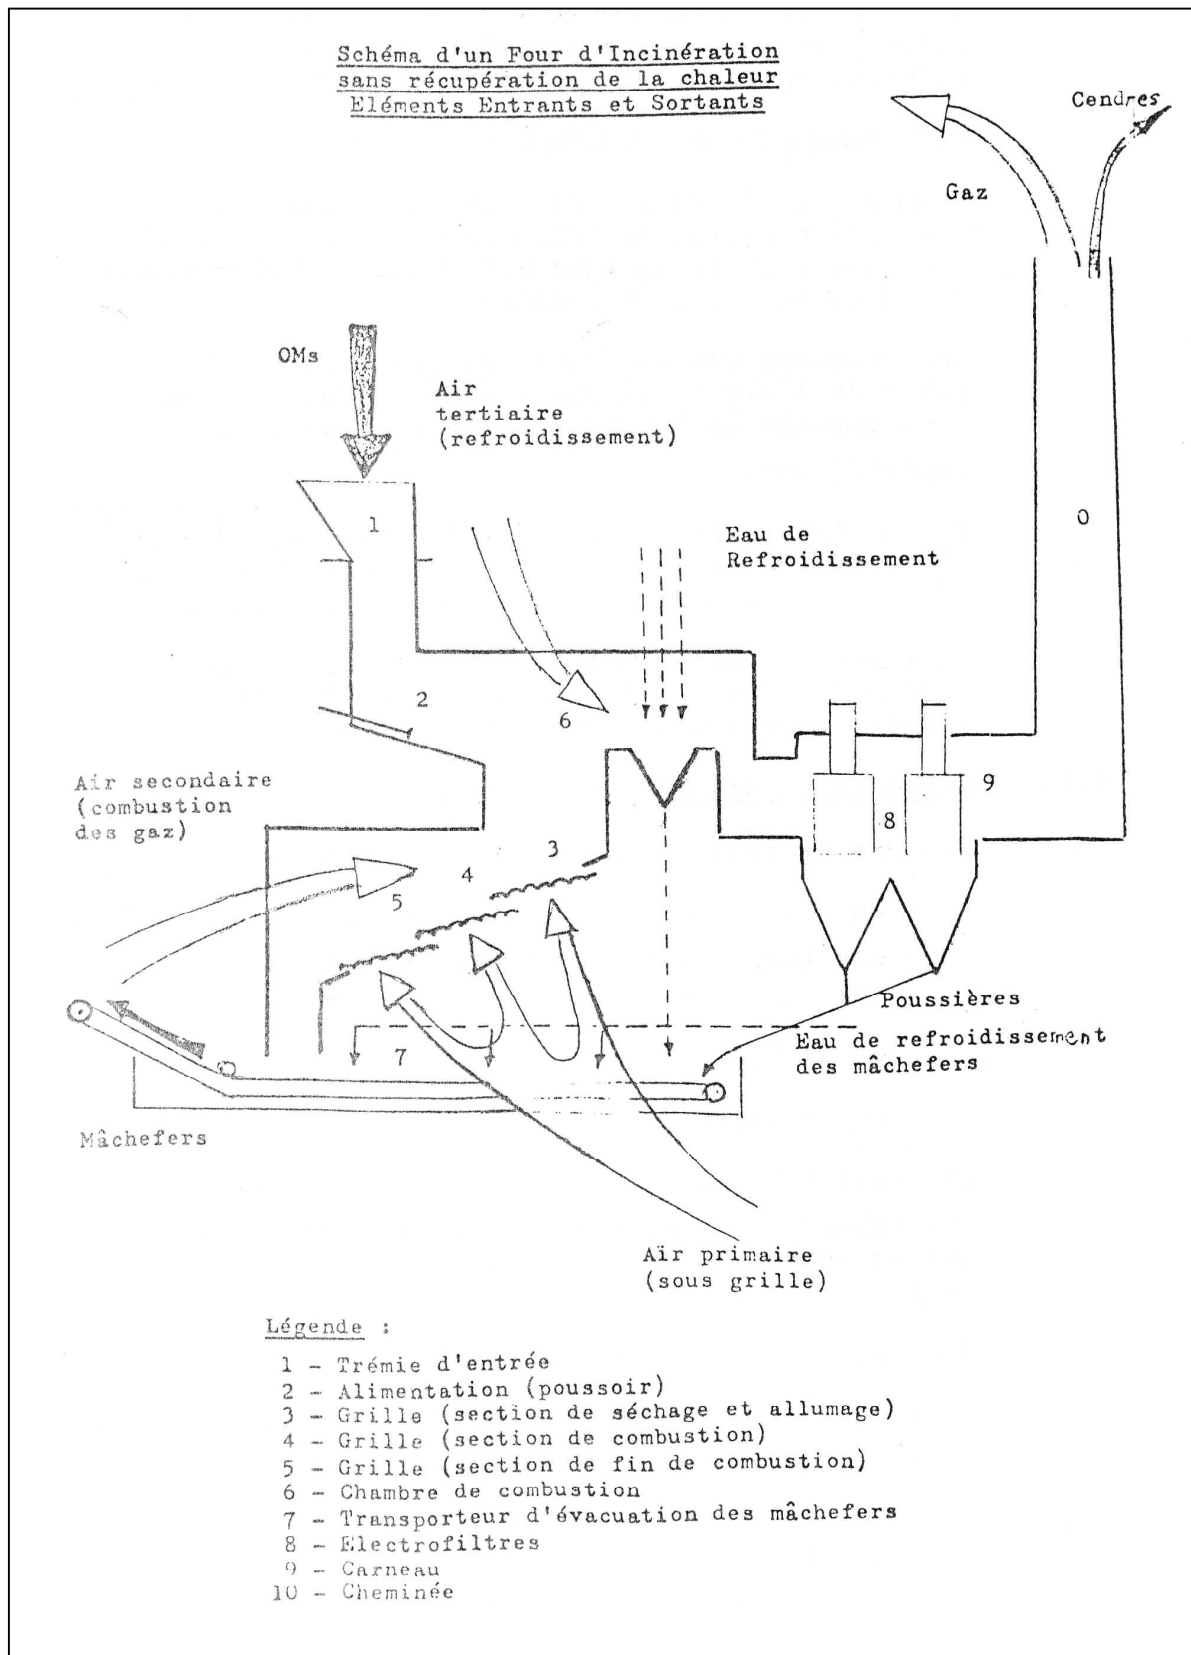 Schéma d'un Four d'Incinération
sans récupération de la chaleur
Eléments Entrants et Sortants
Cendres
Gaz
OMs
Air
tertiaire
(refroidissement)
1
0
Eau de
Refroidissement
2
6
Air secondaire
(combustion
des gaz)
9
8
3
4
5
Poussières
Eau de refroidissement
des mâchefers
7
Mâchefers
Air primaire
(sous grille)
Légende :
1 - Trémie d'entrée
2 - Alimentation (poussoir)
3 - Grille (section de séchage et allumage)
4 - Grille (section de combustion)
5 - Grille (section de fin de combustion)
6 - Chambre de combustion
7 - Transporteur d'évacuation des mâchefers
8 - Electrofiltres
9 - Carneau
10 - Cheminée